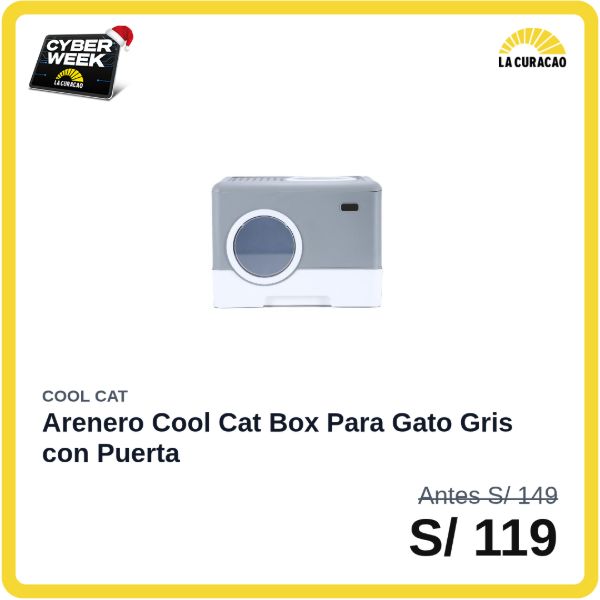 CYBER
WEEK
LA CURACAO
LA CURACAO
COOL CAT
Arenero Cool Cat Box Para Gato Gris
con Puerta
Antes S/ 149
S/ 119